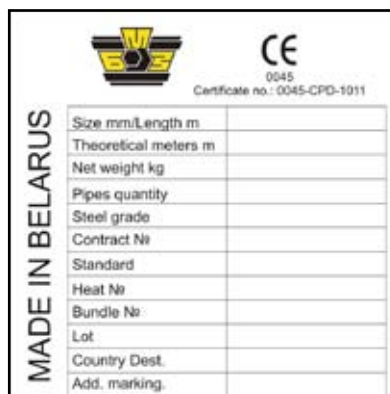 БМЗ
CE
0045
Certificate no.: 0045-CPD-1011
MADE IN BELARUS
Size mm/Length m
Theoretical meters m
Net weight kg
Pipes quantity
Steel grade
Contract №
Standard
Heat №
Bundle №
Lot
Country Dest.
Add. marking.